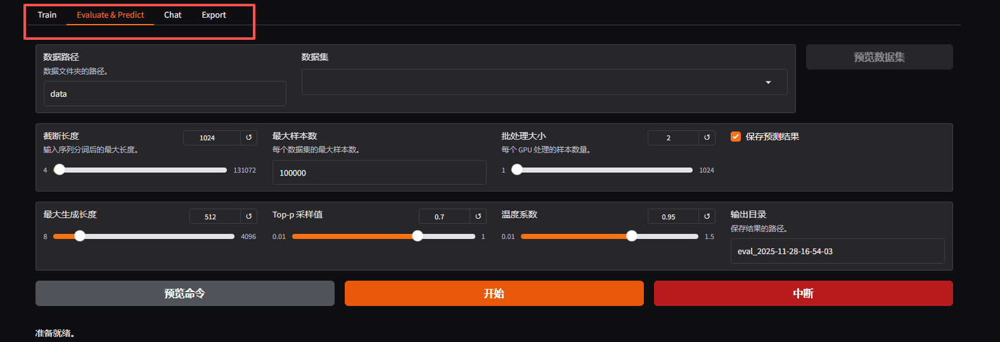 Train Evaluate & Predict Chat Export
数据路径
数据文件夹的路径。
data
数据集
预览数据集
截断长度 1024 ↺
输入序列分词后的最大长度。
4 131072
最大样本数
每个数据集的最大样本数。
100000
批处理大小 2 ↺
每个 GPU 处理的样本数量。
1 1024
保存预测结果
最大生成长度 512 ↺
8 4096
Top-p 采样值 0.7 ↺
0.01 1
温度系数 0.95 ↺
0.01 1.5
输出目录
保存结果的路径。
eval_2025-11-28-16-54-03
预览命令 开始 中断
准备就绪。